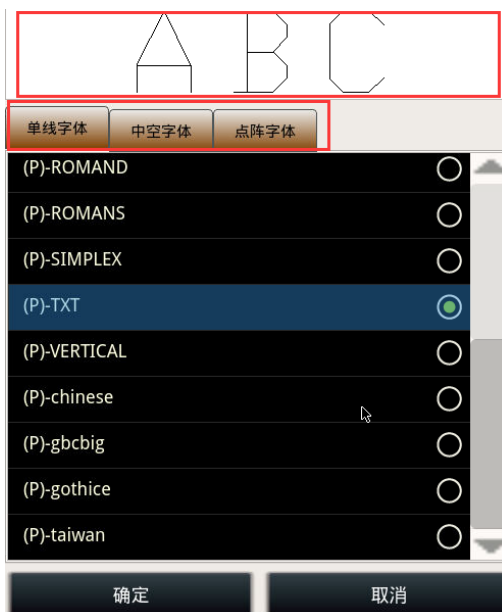 ABC
单线字体 中空字体 点阵字体
(P)-ROMAND
(P)-ROMANS
(P)-SIMPLEX
(P)-TXT
(P)-VERTICAL
(P)-chinese
(P)-gbcbig
(P)-gothice
(P)-taiwan
确定 取消